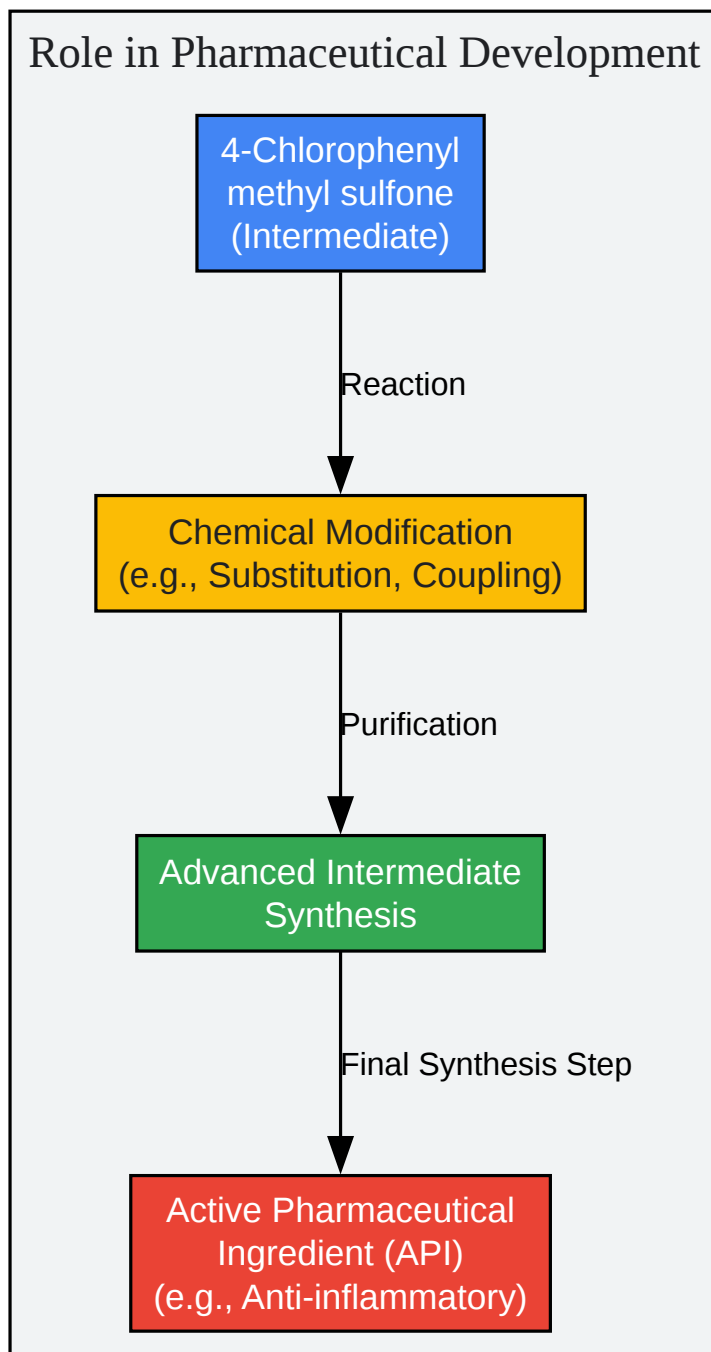 Role in Pharmaceutical Development
4-Chlorophenyl
methyl sulfone
(Intermediate)
Reaction
Chemical Modification
(e.g., Substitution, Coupling)
Purification
Advanced Intermediate
Synthesis
Final Synthesis Step
Active Pharmaceutical
Ingredient (API)
(e.g., Anti-inflammatory)